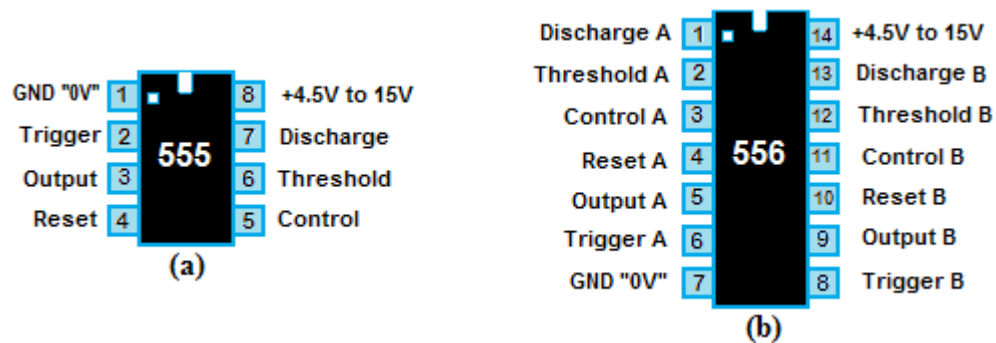 GND "0V" 1 555 8 +4.5V to 15V
Trigger 2 7 Discharge
Output 3 6 Threshold
Reset 4 5 Control
(a)
Discharge A 1 556 14 +4.5V to 15V
Threshold A 2 13 Discharge B
Control A 3 12 Threshold B
Reset A 4 11 Control B
Output A 5 10 Reset B
Trigger A 6 9 Output B
GND "0V" 7 8 Trigger B
(b)